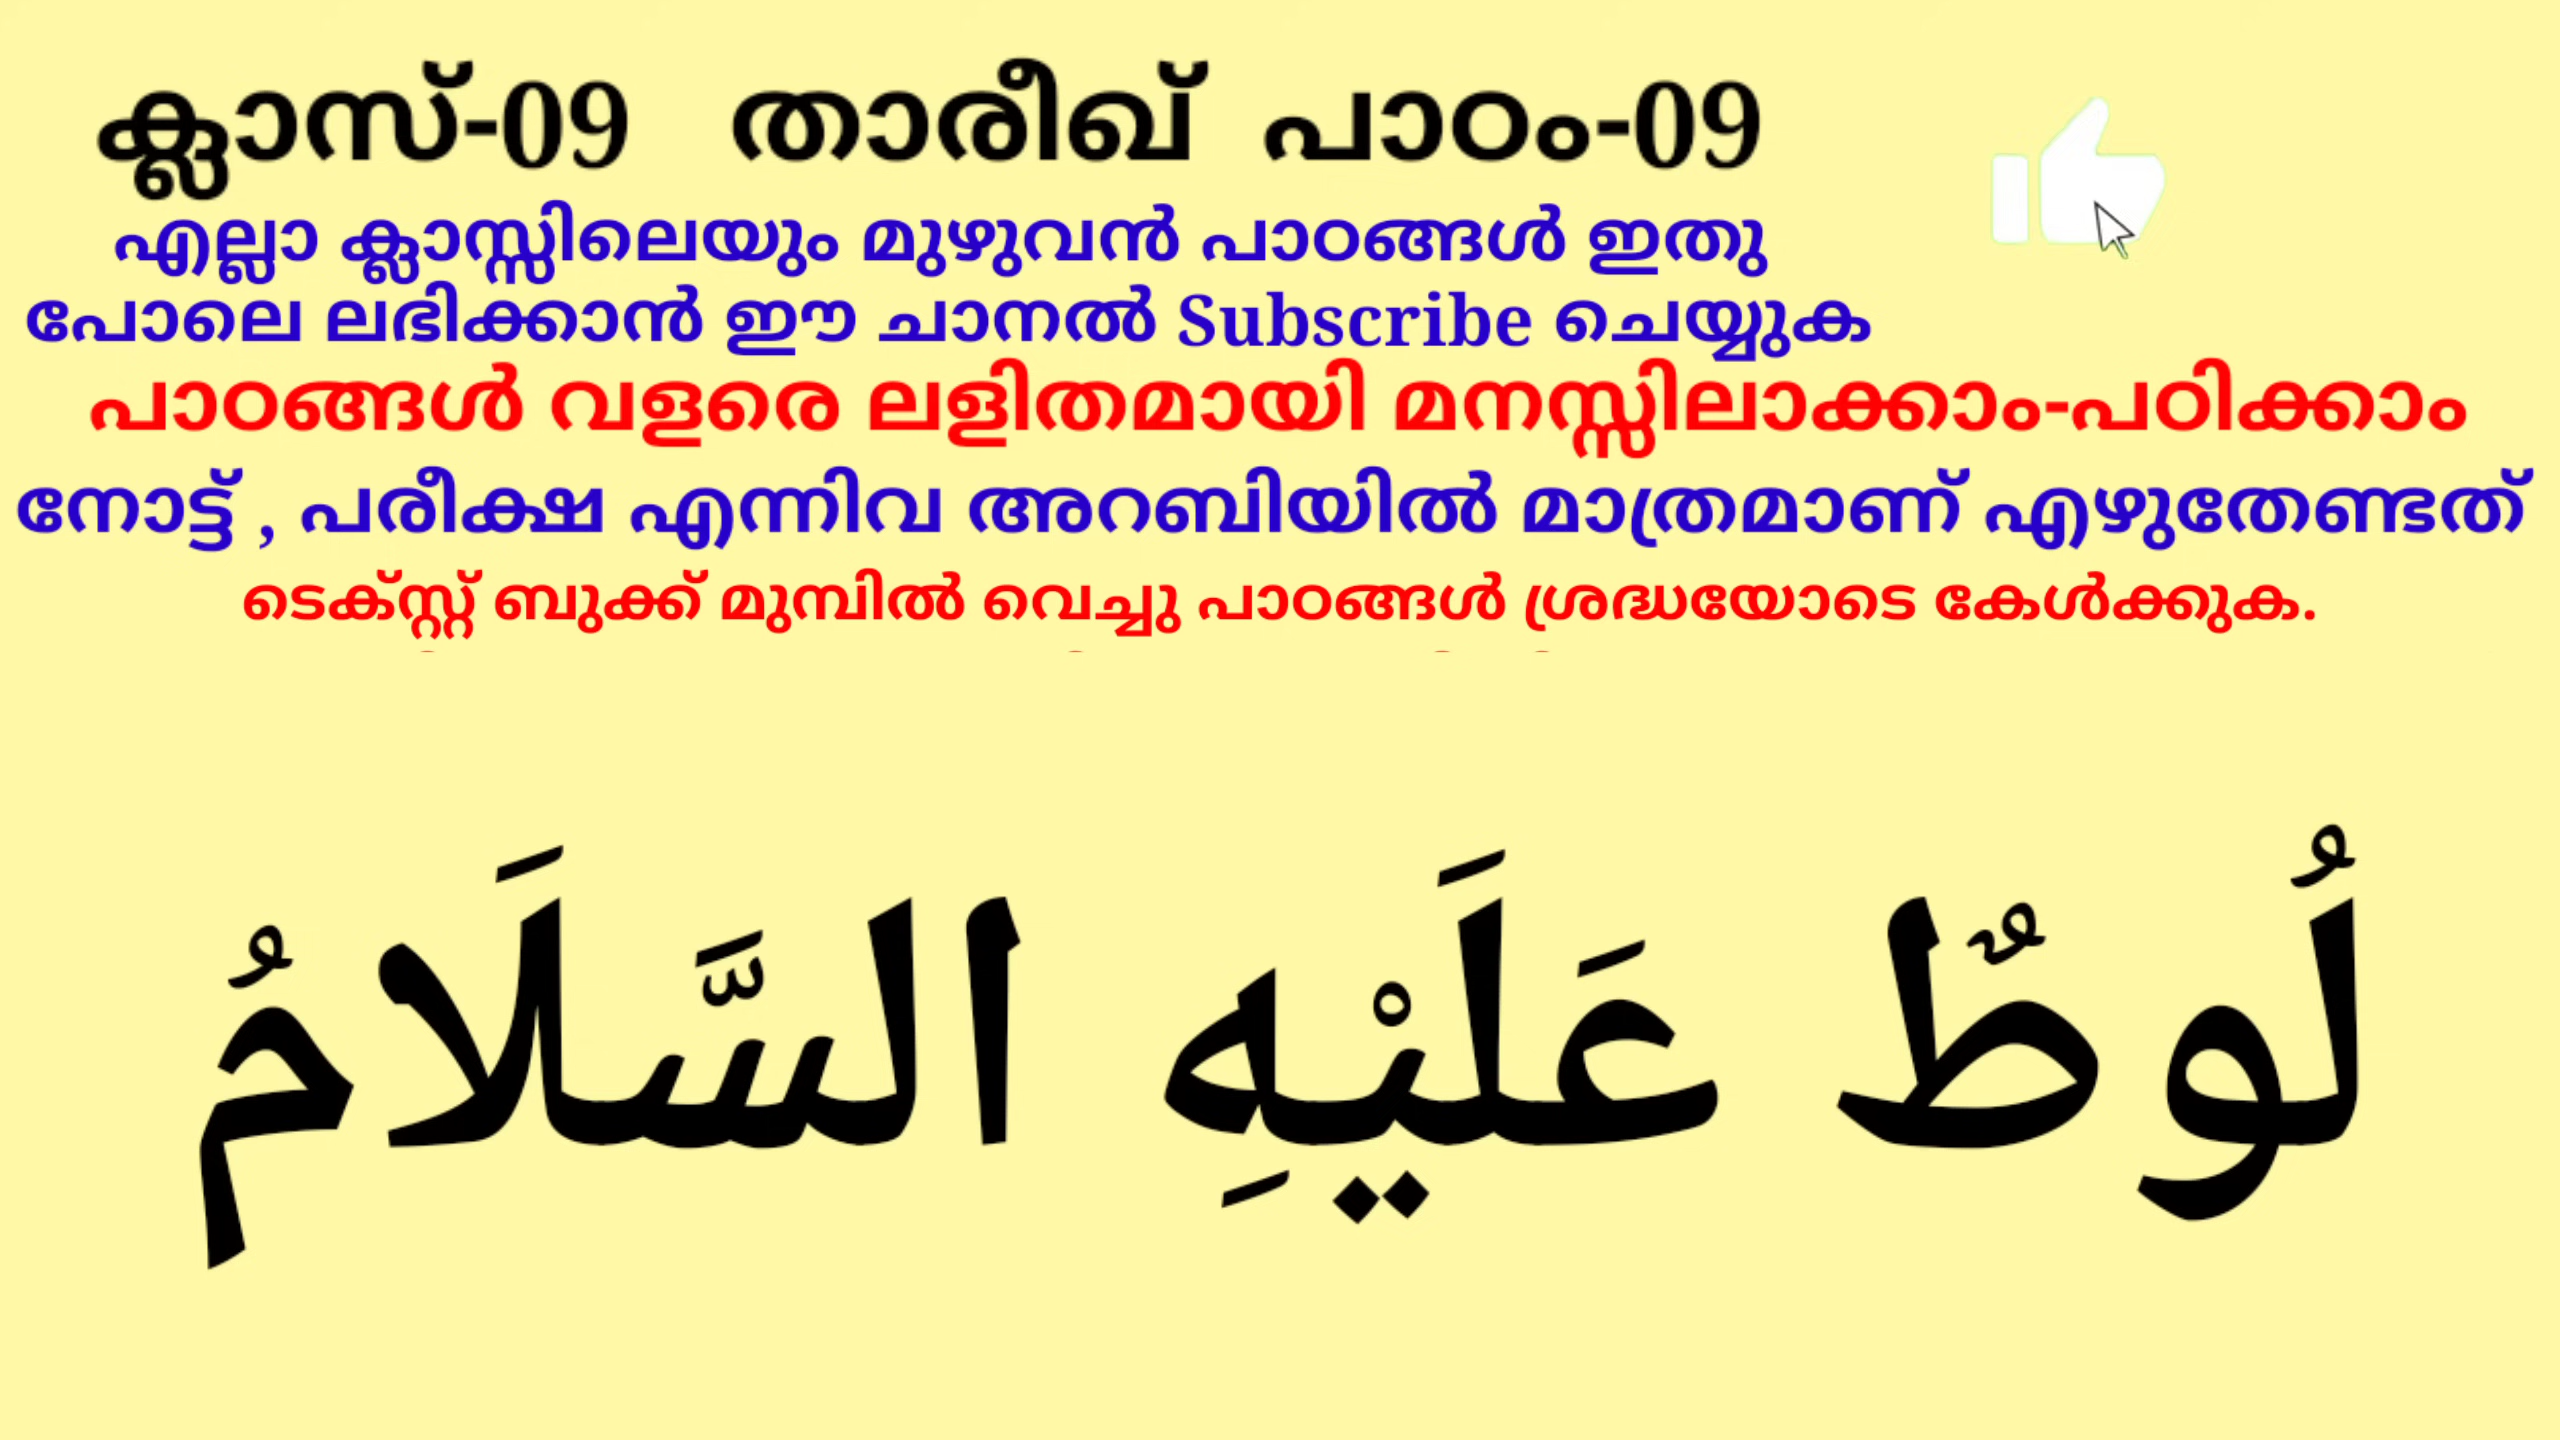 ക്ലാസ്-09 താരീഖ് പാഠം-09
എല്ലാ ക്ലാസ്സിലെയും മുഴുവൻ പാഠങ്ങൾ ഇതു
പോലെ ലഭിക്കാൻ ഈ ചാനൽ Subscribe ചെയ്യുക
പാഠങ്ങൾ വളരെ ലളിതമായി മനസ്സിലാക്കാം-പഠിക്കാം
നോട്ട് , പരീക്ഷ എന്നിവ അറബിയിൽ മാത്രമാണ് എഴുതേണ്ടത്
ടെക്സ്റ്റ് ബുക്ക് മുമ്പിൽ വെച്ചു പാഠങ്ങൾ ശ്രദ്ധയോടെ കേൾക്കുക.
لُوطٌ عَلَيْهِ السَّلَامُ